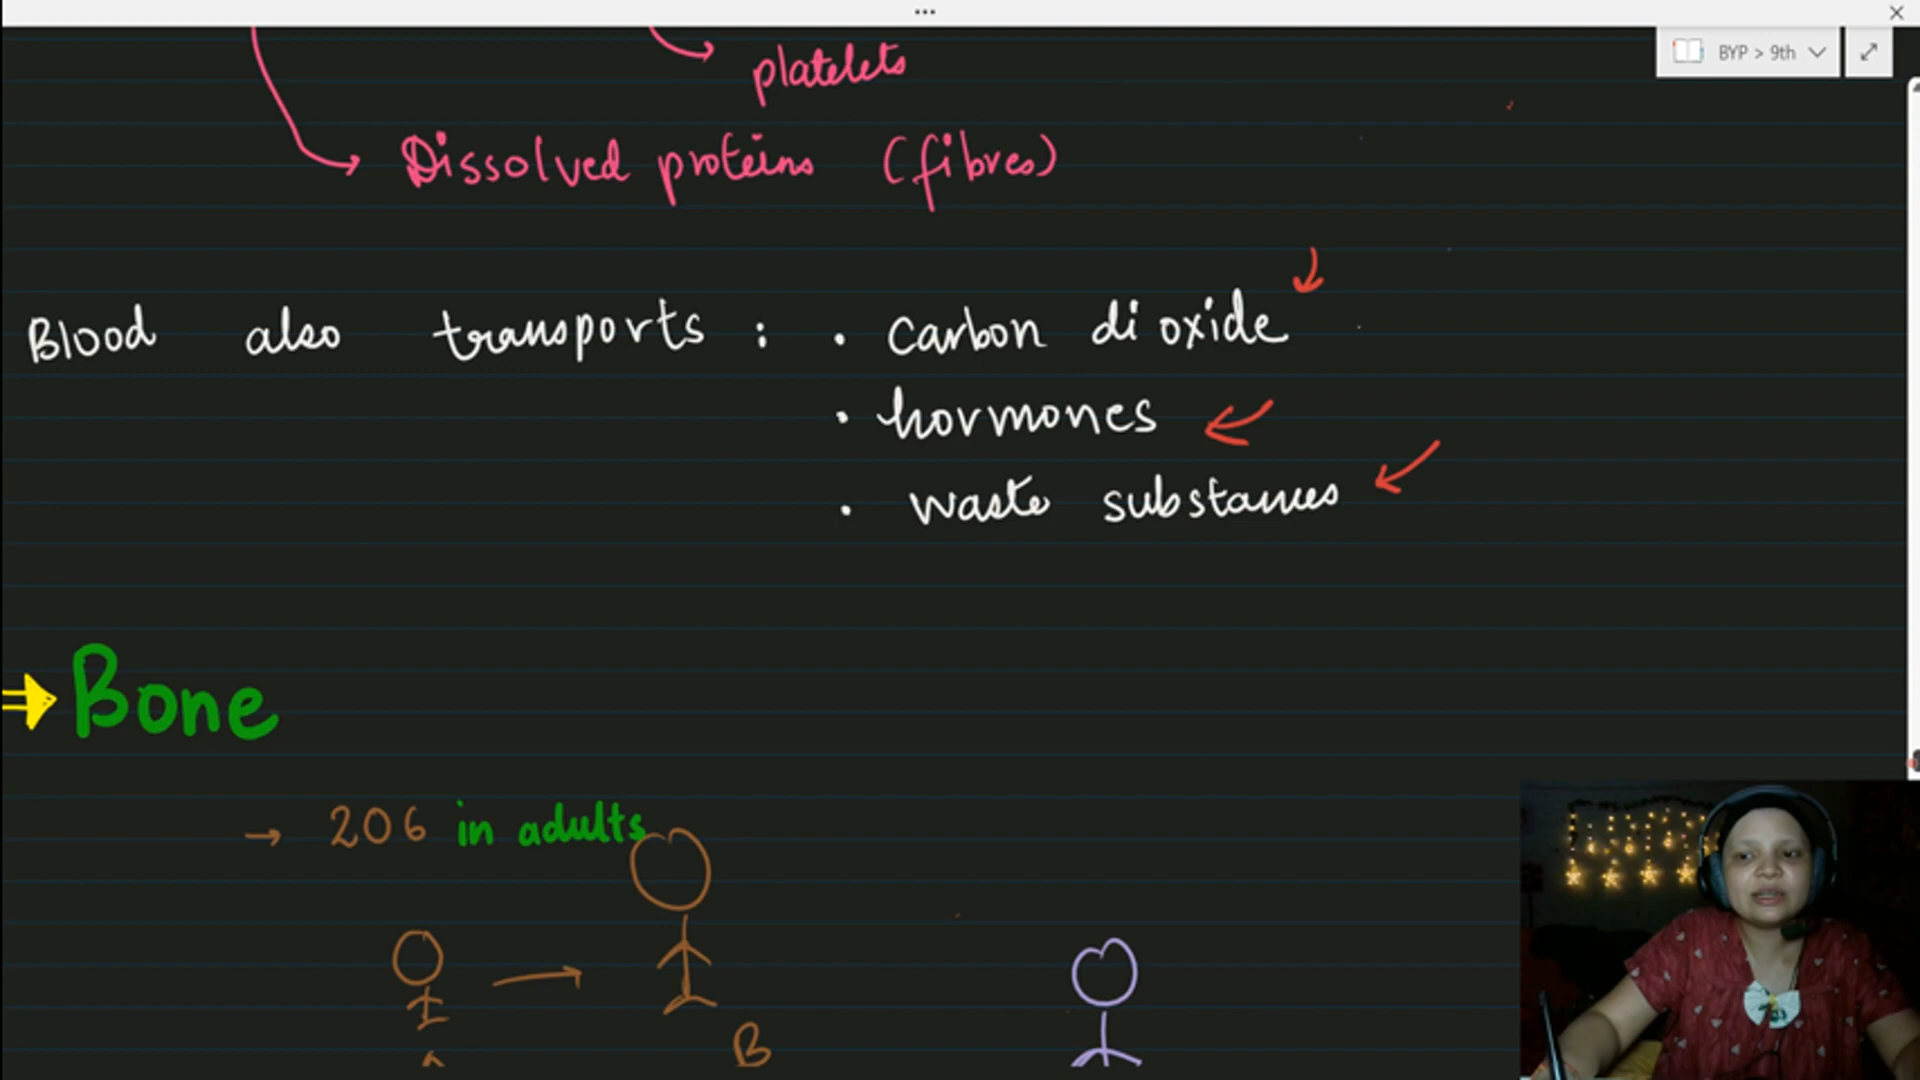 BYP > 9th
platelets
Dissolved proteins (fibres)
Blood also transports : • Carbon di oxide
• hormones
• Waste substances
⇒ Bone
→ 206 in adults
A
B